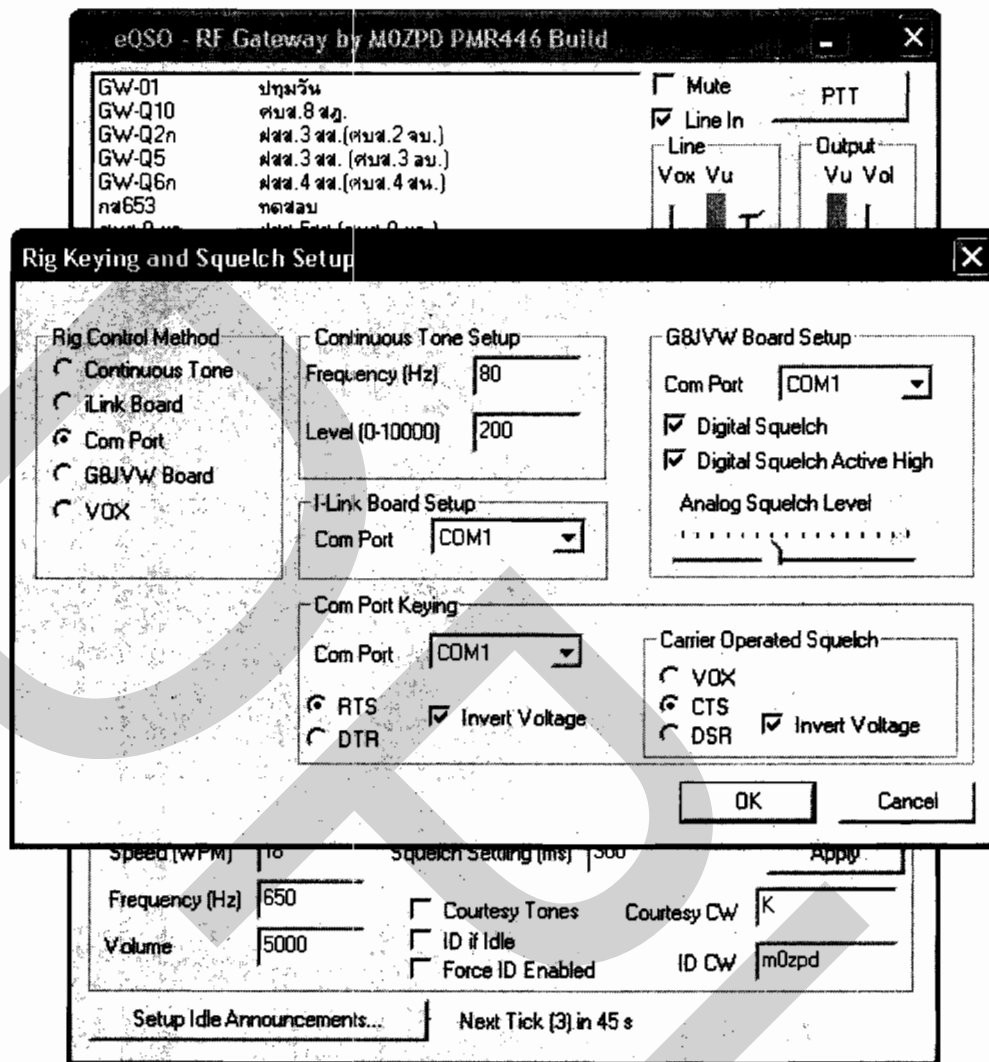 eQSO - RF Gateway by M0ZPD PMR446 Build
GW-01 ปทุมวัน
GW-Q10 ศบส.8 สฎ.
GW-Q2ก ฝสส.3 สส.(ศบส.2 จบ.)
GW-Q5 ฝสส.3 สส. (ศบส.3 อบ.)
GW-Q6ก ฝสส.4 สส.(ศบส.4 สน.)
กส653 ทดสอบ
Mute
PTT
Line In
Line
Output
Vox Vu
Vu Vol
Rig Keying and Squelch Setup
Rig Control Method
Continuous Tone
iLink Board
Com Port
G8JVW Board
VOX
Continuous Tone Setup
Frequency (Hz) 80
Level (0-10000) 200
I-Link Board Setup
Com Port COM1
G8JVW Board Setup
Com Port COM1
Digital Squelch
Digital Squelch Active High
Analog Squelch Level
Com Port Keying
Com Port COM1
RTS
DTR
Invert Voltage
Carrier Operated Squelch
VOX
CTS
DSR
Invert Voltage
OK
Cancel
Speed (WPM) 18 Squelch Settling (ms) 300 Apply
Frequency (Hz) 650
Volume 5000
Courtesy Tones
ID if Idle
Force ID Enabled
Courtesy CW K
ID CW m0zpd
Setup Idle Announcements... Next Tick (3) in 45 s